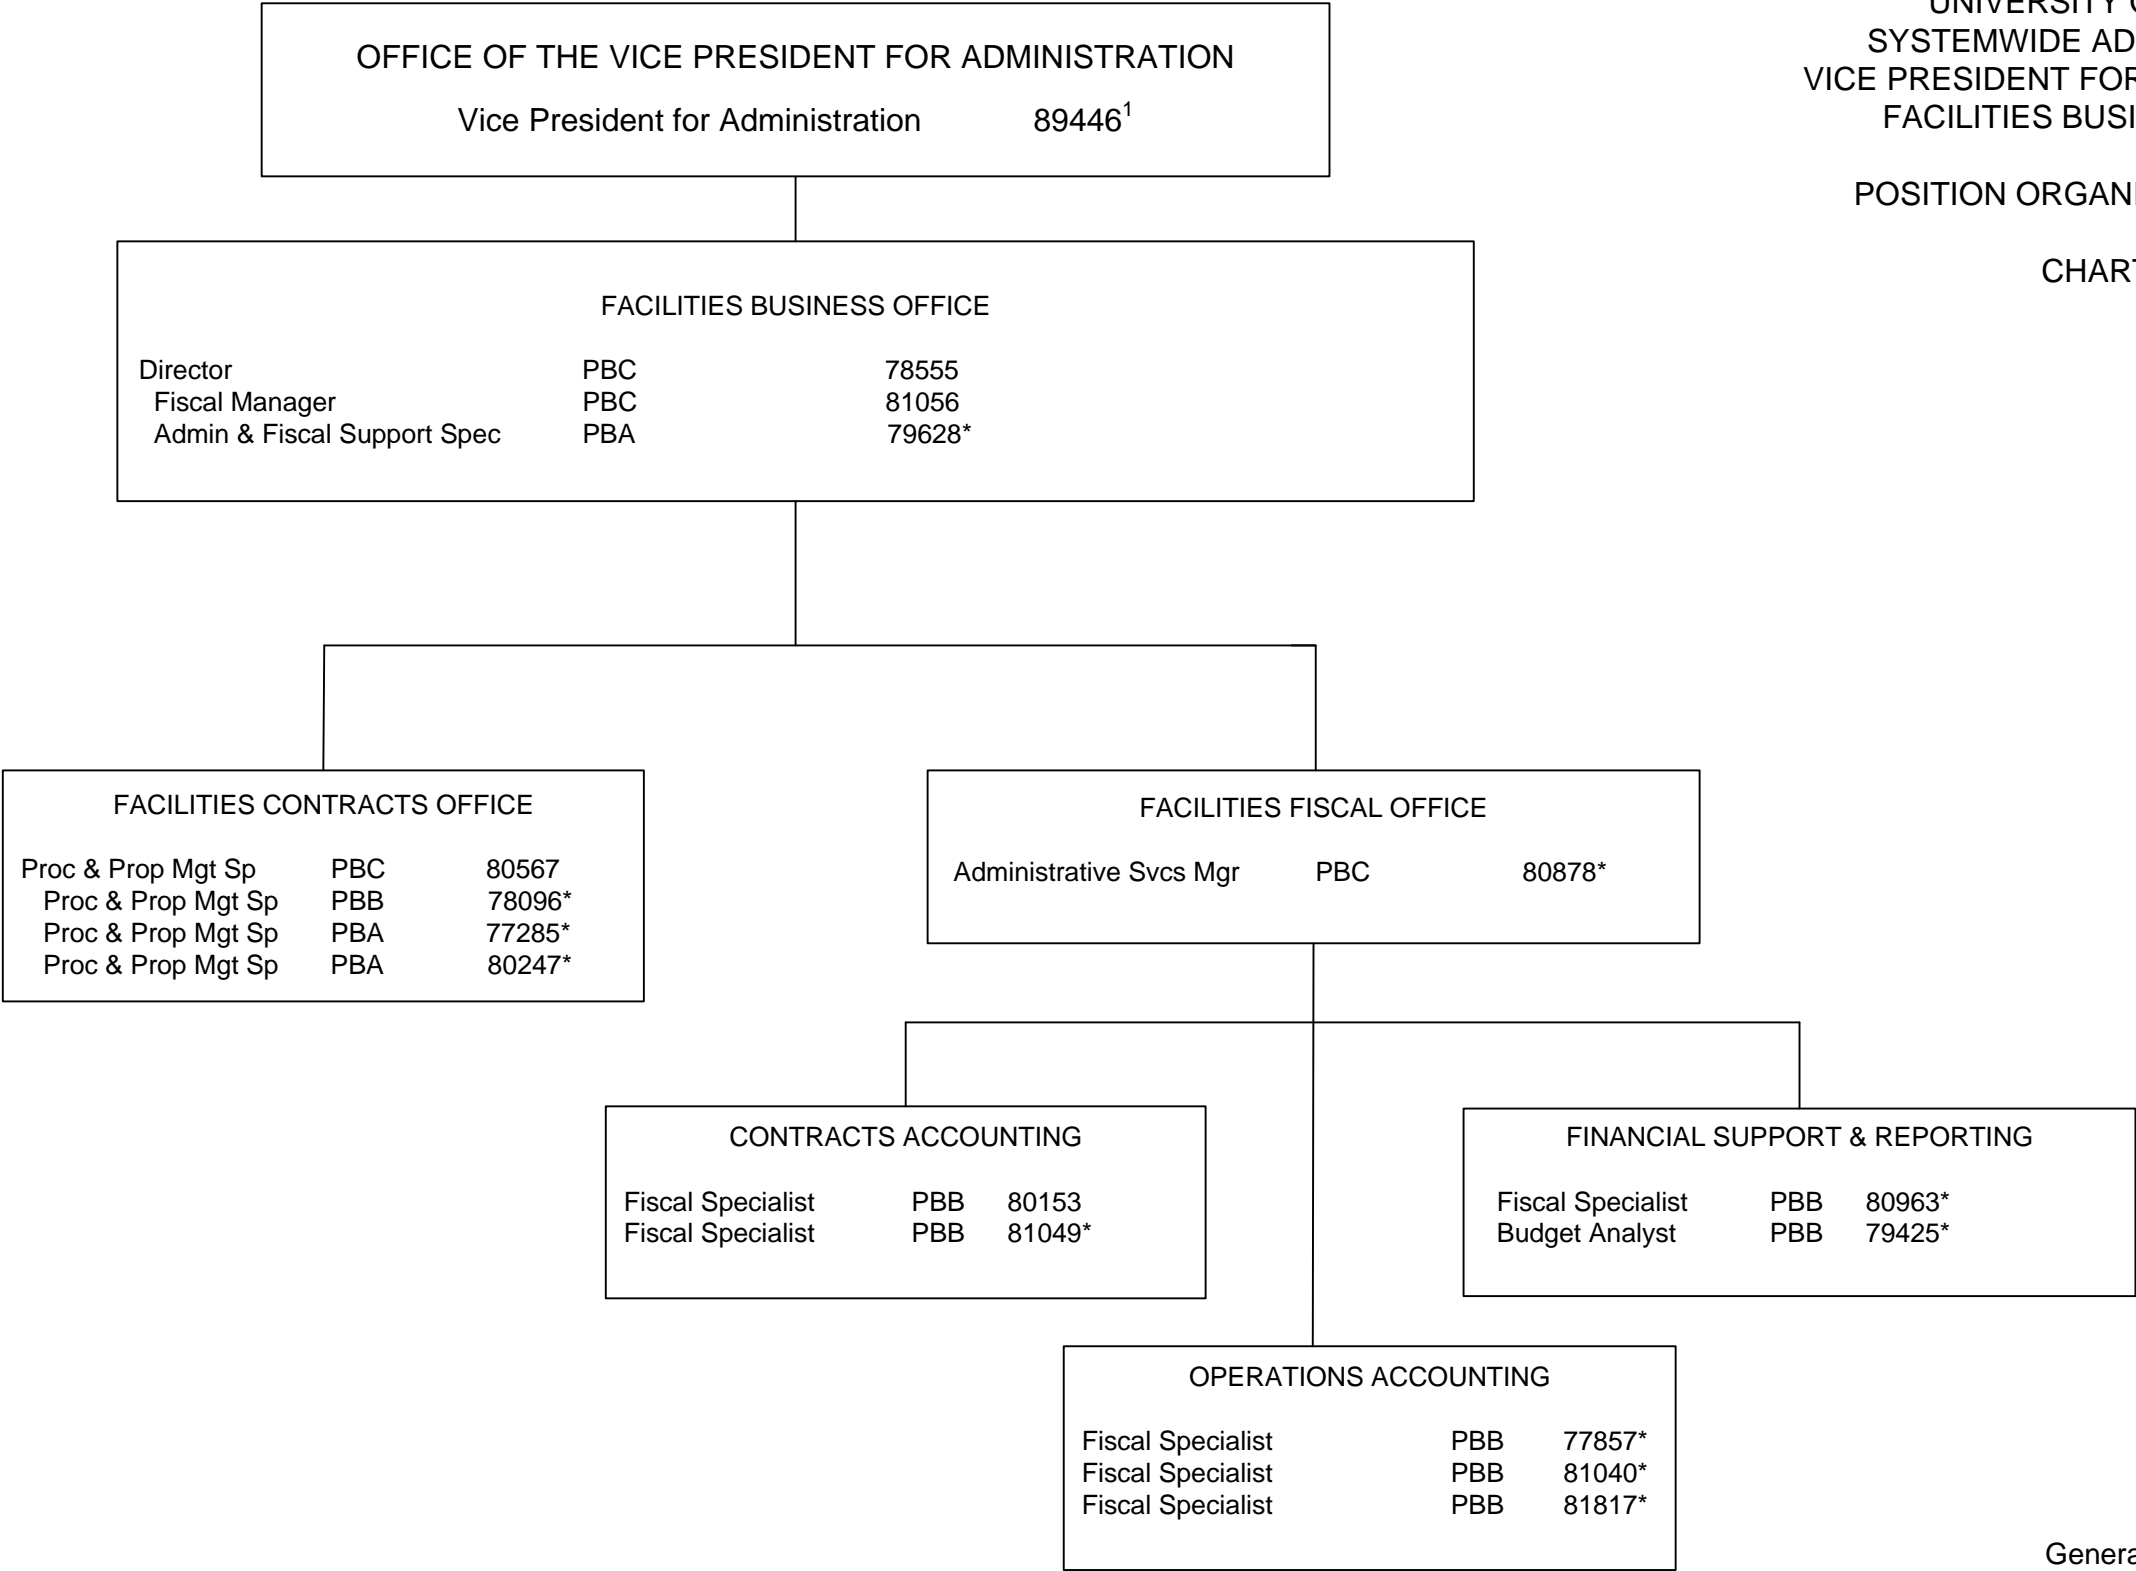 UNIVERSITY
SYSTEMWIDE AD
VICE PRESIDENT FOR
FACILITIES BUSI
POSITION ORGANI
CHART
OFFICE OF THE VICE PRESIDENT FOR ADMINISTRATION
Vice President for Administration 89446¹
FACILITIES BUSINESS OFFICE
Director PBC 78555
Fiscal Manager PBC 81056
Admin & Fiscal Support Spec PBA 79628*
FACILITIES CONTRACTS OFFICE
Proc & Prop Mgt Sp PBC 80567
Proc & Prop Mgt Sp PBB 78096*
Proc & Prop Mgt Sp PBA 77285*
Proc & Prop Mgt Sp PBA 80247*
FACILITIES FISCAL OFFICE
Administrative Svcs Mgr PBC 80878*
CONTRACTS ACCOUNTING
Fiscal Specialist PBB 80153
Fiscal Specialist PBB 81049*
FINANCIAL SUPPORT & REPORTING
Fiscal Specialist PBB 80963*
Budget Analyst PBB 79425*
OPERATIONS ACCOUNTING
Fiscal Specialist PBB 77857*
Fiscal Specialist PBB 81040*
Fiscal Specialist PBB 81817*
Genera